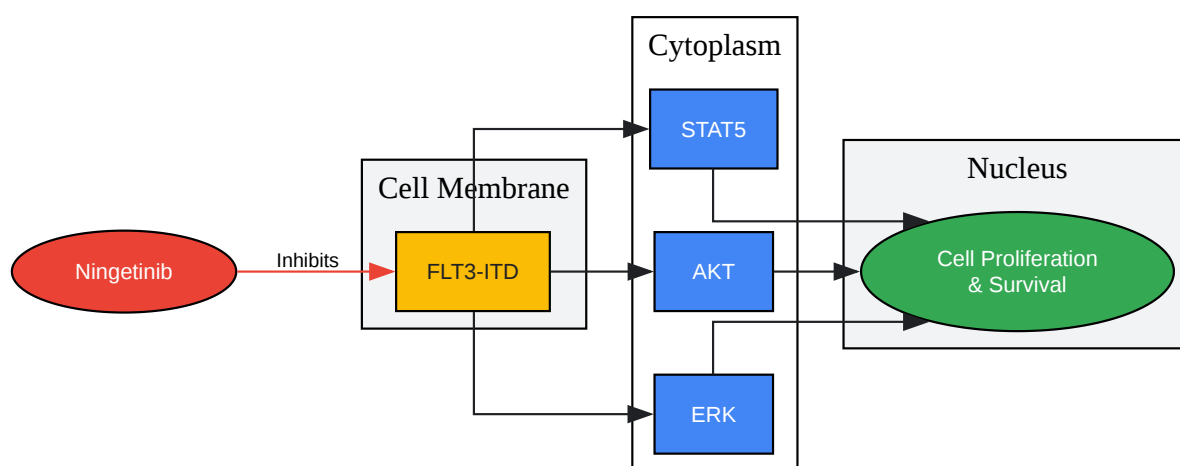 Cytoplasm
STAT5
Cell Membrane
Nucleus
Ningetinib
Inhibits
FLT3-ITD
AKT
Cell Proliferation
& Survival
ERK